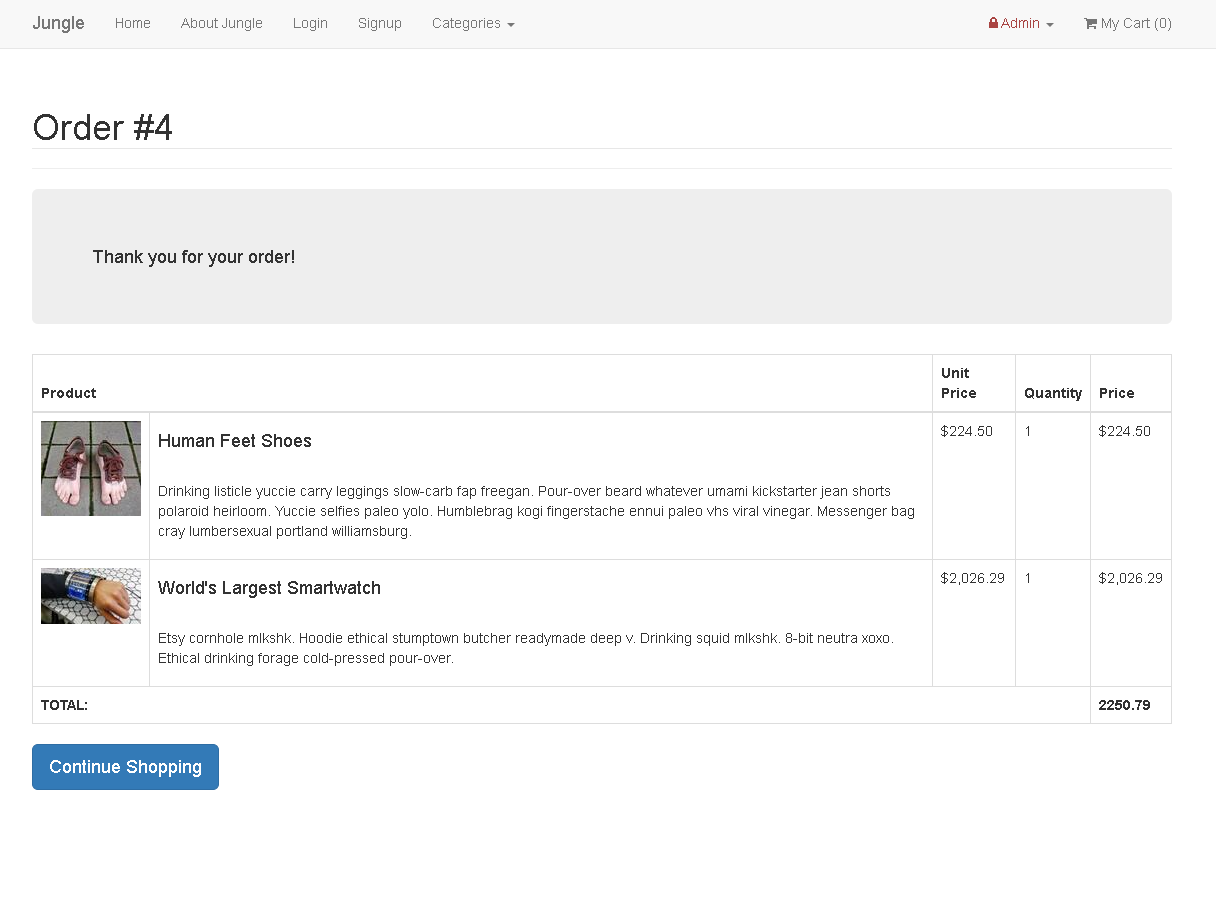 Jungle Home About Jungle Login Signup Categories Admin My Cart (0)
Order #4
Thank you for your order!
Product Unit Price Quantity Price
Human Feet Shoes $224.50 1 $224.50
Drinking listicle yuccie carry leggings slow-carb fap freegan. Pour-over beard whatever umami kickstarter jean shorts
polaroid heirloom. Yuccie selfies paleo yolo. Humblebrag kogi fingerstache ennui paleo vhs viral vinegar. Messenger bag
cray lumbersexual portland williamsburg.
World's Largest Smartwatch $2,026.29 1 $2,026.29
Etsy cornhole mlkshk. Hoodie ethical stumptown butcher readymade deep v. Drinking squid mlkshk. 8-bit neutra xoxo.
Ethical drinking forage cold-pressed pour-over.
TOTAL: 2250.79
Continue Shopping